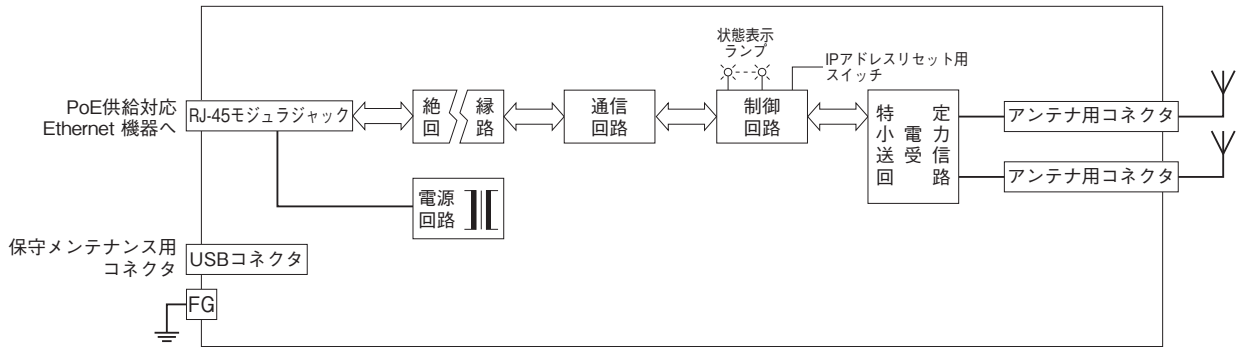 状態表示
ランプ
IPアドレスリセット用
スイッチ
PoE供給対応
Ethernet 機器へ
RJ-45モジュラジャック
絶縁
回路
通信
回路
制御
回路
特定
小電力
送受信
回路
アンテナ用コネクタ
アンテナ用コネクタ
電源
回路
保守メンテナンス用
コネクタ
USBコネクタ
FG